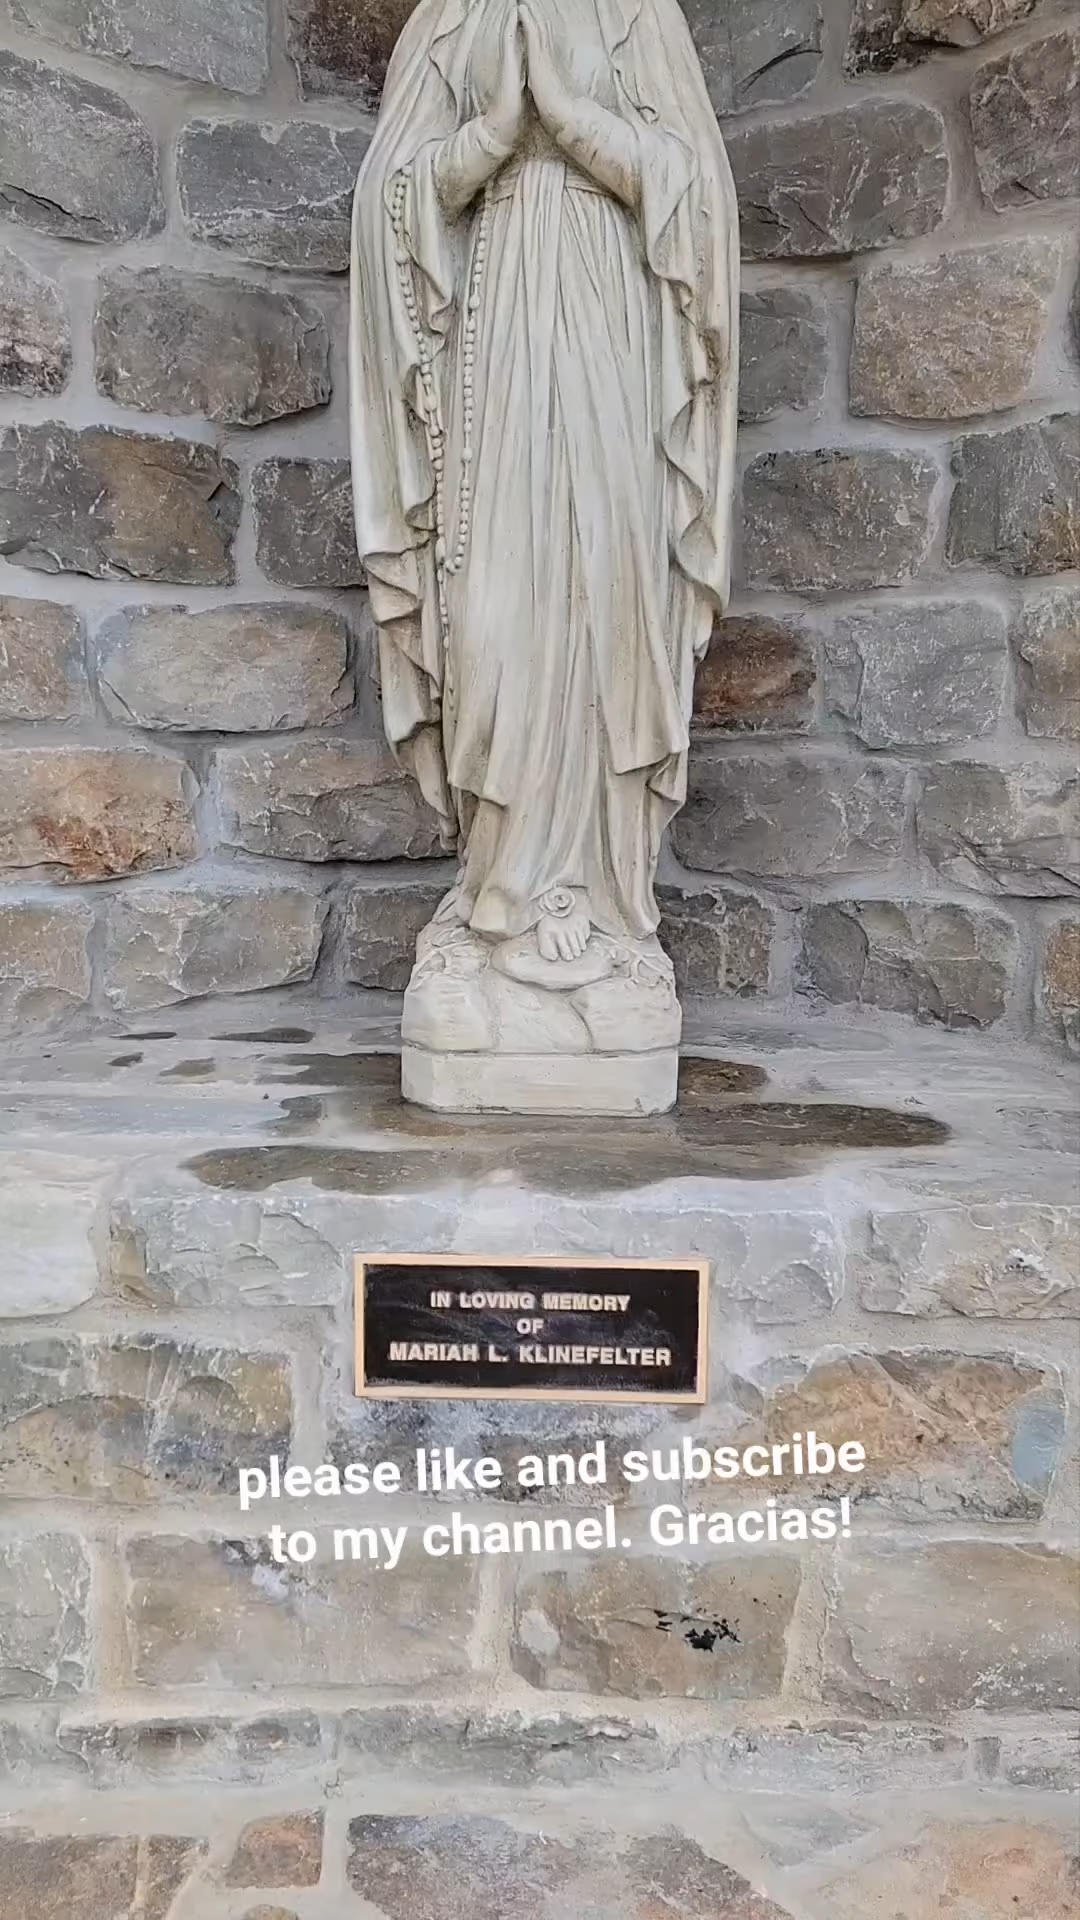 IN LOVING MEMORY
OF
MARIAH L. KLINEFELTER
please like and subscribe
to my channel. Gracias!